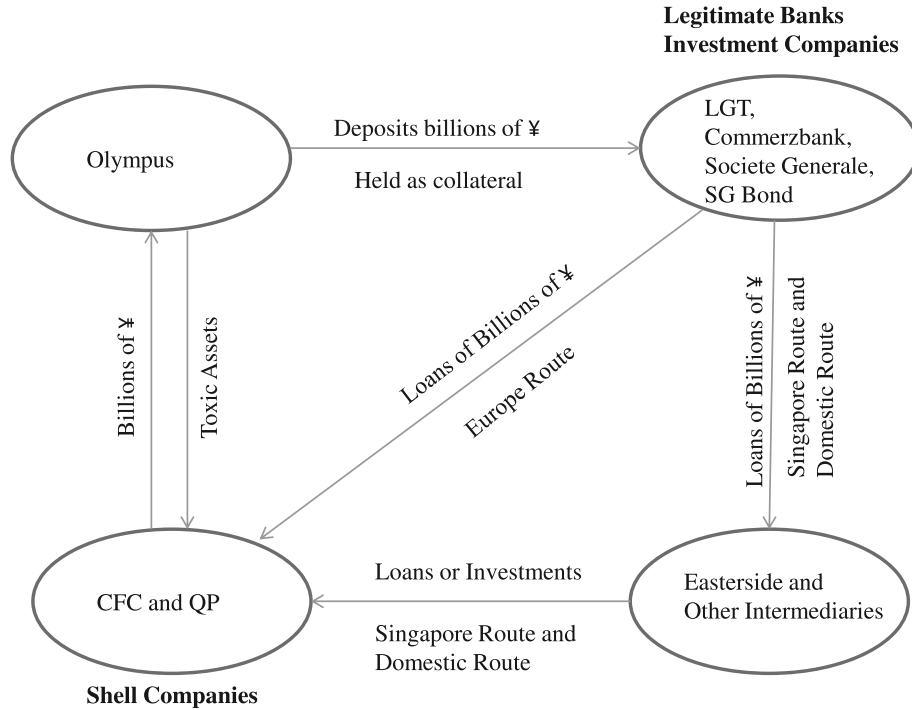 Legitimate Banks
Investment Companies
Olympus
Deposits billions of ¥
Held as collateral
LGT,
Commerzbank,
Societe Generale,
SG Bond
Billions of ¥
Toxic Assets
Loans of Billions of ¥
Europe Route
Loans of Billions of ¥
Singapore Route and
Domestic Route
CFC and QP
Shell Companies
Loans or Investments
Singapore Route and
Domestic Route
Easterside and
Other Intermediaries